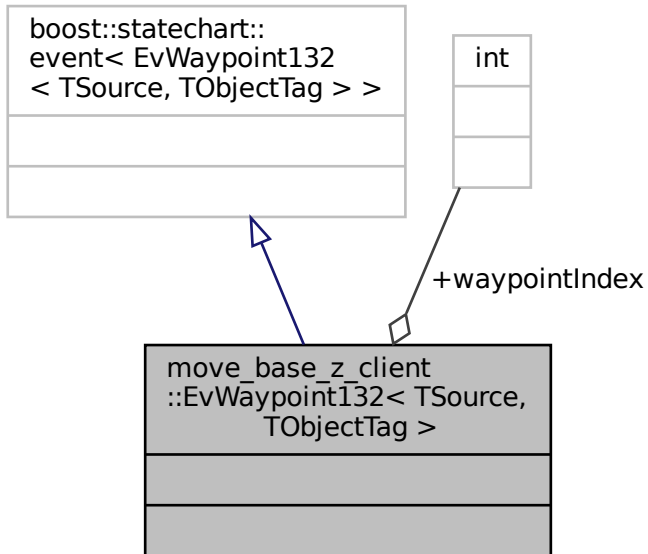 boost::statechart::
event< EvWaypoint132
< TSource, TObjectTag > >
int
+waypointIndex
move_base_z_client
::EvWaypoint132< TSource,
TObjectTag >